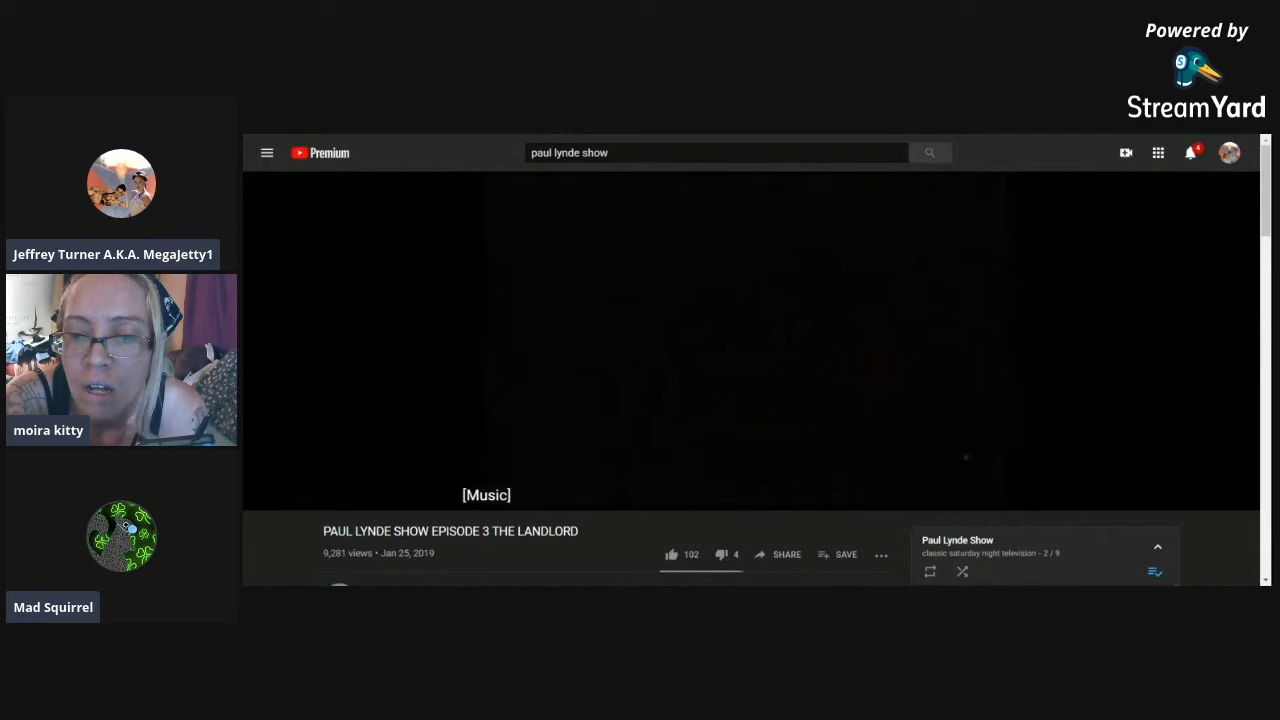 Powered by
StreamYard
Premium
paul lynde show
4
Jeffrey Turner A.K.A. MegaJetty1
moira kitty
[Music]
PAUL LYNDE SHOW EPISODE 3 THE LANDLORD
9,281 views • Jan 25, 2019
102
4
SHARE
SAVE
Paul Lynde Show
classic saturday night television - 2 / 9
Mad Squirrel